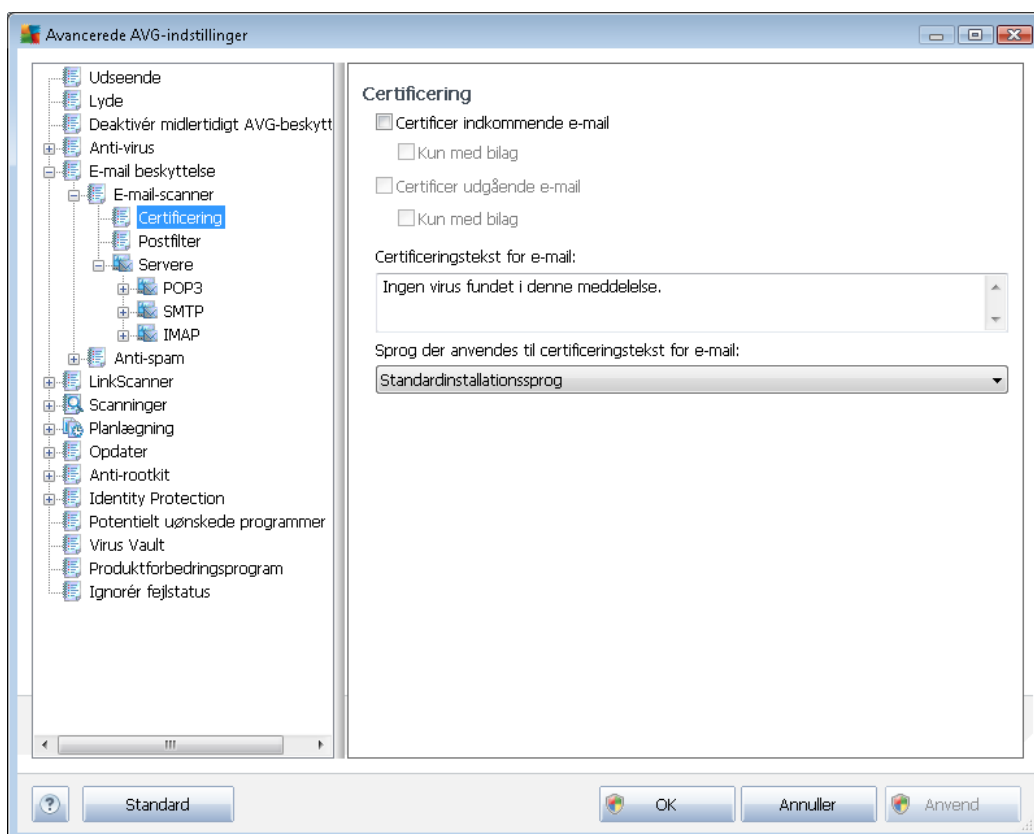 Avancerede AVG-indstillinger
Udseende
Lyde
Deaktivér midlertidigt AVG-beskytt
Anti-virus
E-mail beskyttelse
E-mail-scanner
Certificering
Postfilter
Servere
POP3
SMTP
IMAP
Anti-spam
LinkScanner
Scanninger
Planlægning
Opdater
Anti-rootkit
Identity Protection
Potentielt uønskede programmer
Virus Vault
Produktforbedringsprogram
Ignorér fejlstatus
Certificering
Certificer indkommende e-mail
Kun med bilag
Certificer udgående e-mail
Kun med bilag
Certificeringstekst for e-mail:
Ingen virus fundet i denne meddelelse.
Sprog der anvendes til certificeringstekst for e-mail:
Standardinstallationssprog
Standard
OK
Annuller
Anvend